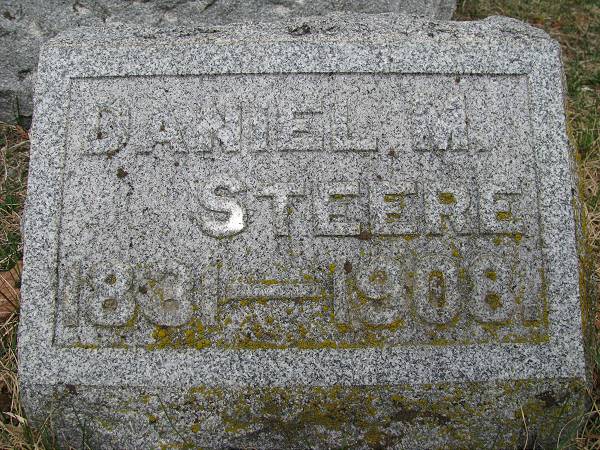 DANIEL M.
STEERE
1831—1908.